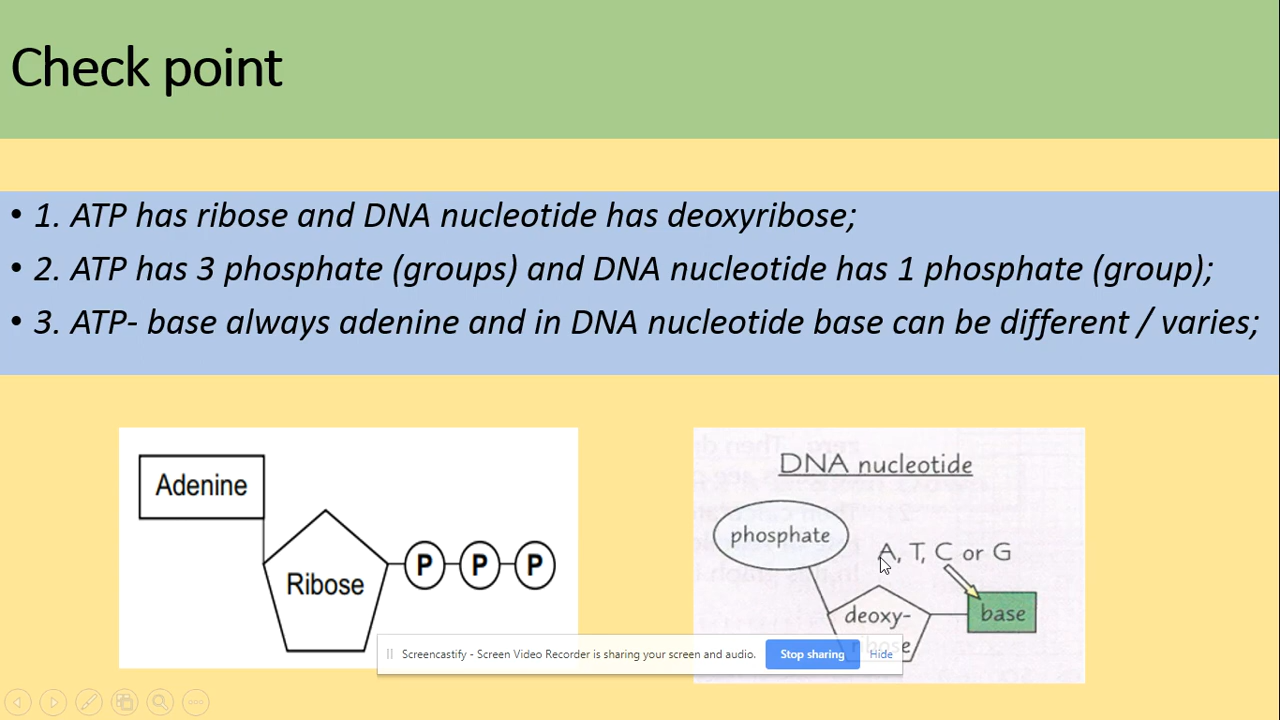 Check point
• 1. ATP has ribose and DNA nucleotide has deoxyribose;
• 2. ATP has 3 phosphate (groups) and DNA nucleotide has 1 phosphate (group);
• 3. ATP- base always adenine and in DNA nucleotide base can be different / varies;
Adenine
Ribose
P P P
DNA nucleotide
phosphate
A, T, C or G
deoxy-
ribose
base
Screencastify - Screen Video Recorder is sharing your screen and audio.
Stop sharing
Hide